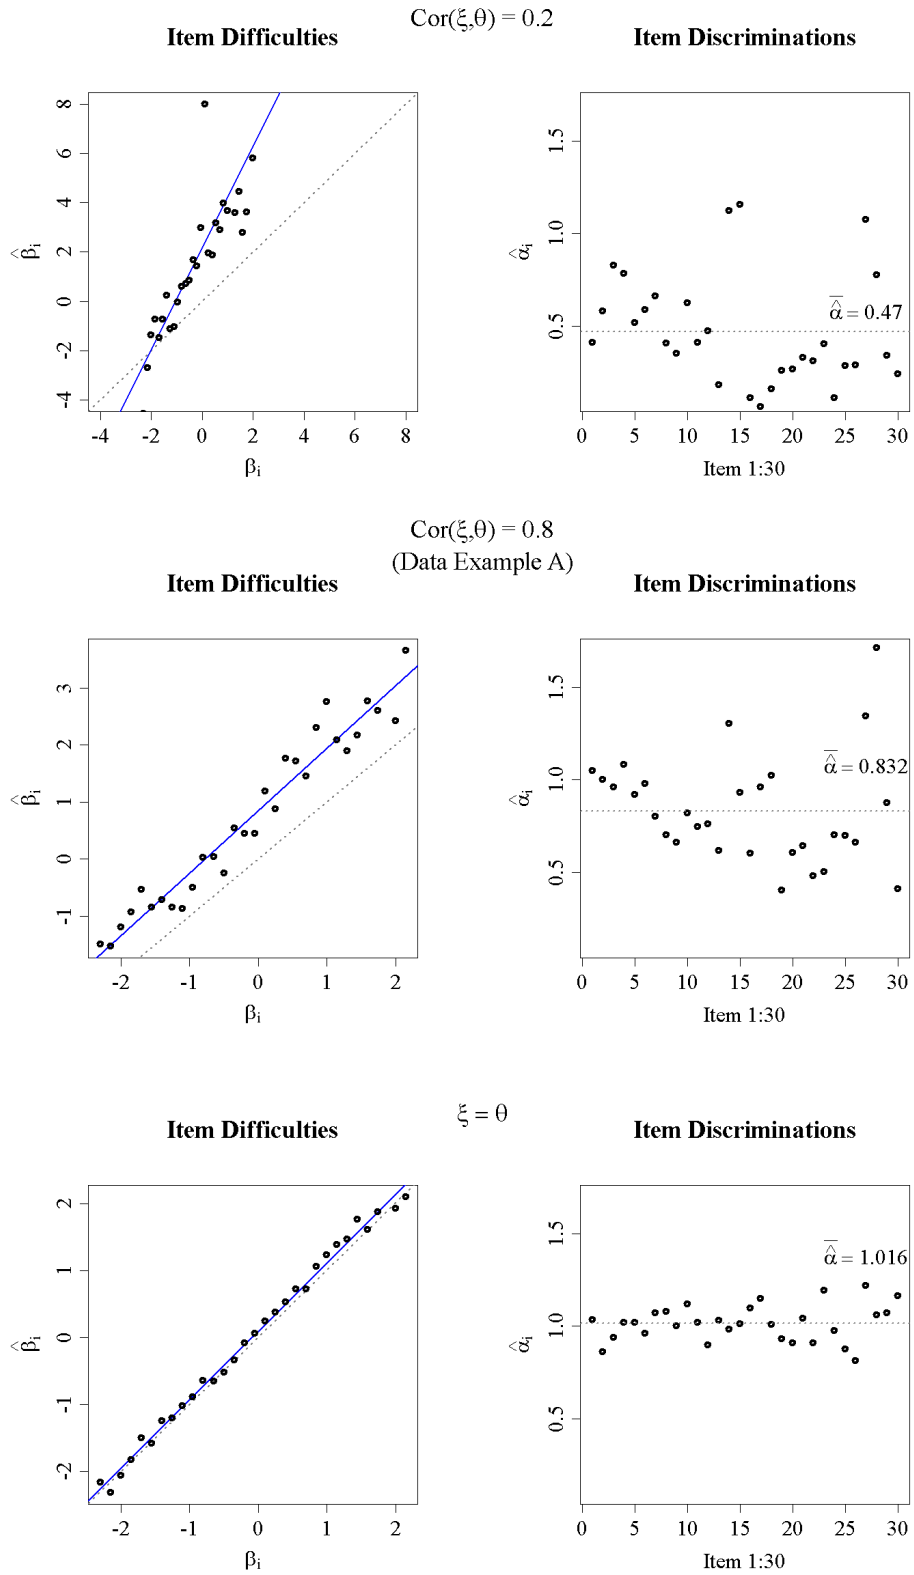 Cor(ξ,θ) = 0.2
Item Difficulties
Item Discriminations
8
6
4
2
0
-2
-4
β̂i
-4 -2 0 2 4 6 8
βi
1.5
1.0
0.5
α̂i
α̂̅ = 0.47
0 5 10 15 20 25 30
Item 1:30
Cor(ξ,θ) = 0.8
(Data Example A)
Item Difficulties
Item Discriminations
3
2
1
0
-1
β̂i
-2 -1 0 1 2
βi
1.5
1.0
0.5
α̂i
α̂̅ = 0.832
0 5 10 15 20 25 30
Item 1:30
ξ = θ
Item Difficulties
Item Discriminations
2
1
0
-1
-2
β̂i
-2 -1 0 1 2
βi
1.5
1.0
0.5
α̂i
α̂̅ = 1.016
0 5 10 15 20 25 30
Item 1:30